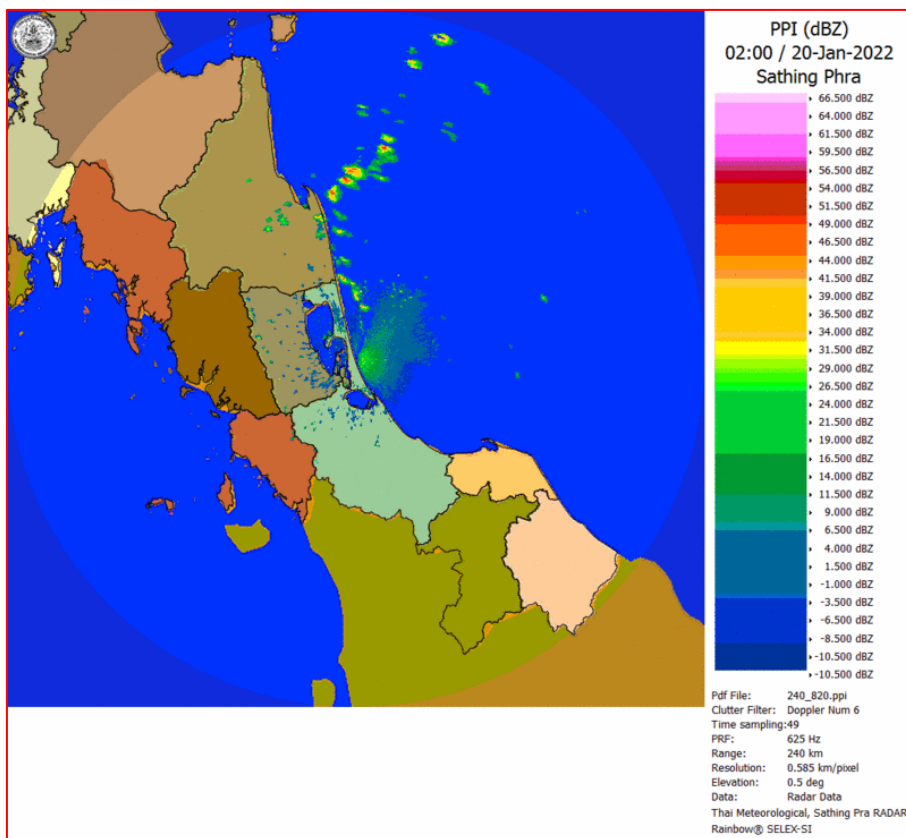 PPI (dBZ)
02:00 / 20-Jan-2022
Sathing Phra
66.500 dBZ
64.000 dBZ
61.500 dBZ
59.500 dBZ
56.500 dBZ
54.000 dBZ
51.500 dBZ
49.000 dBZ
46.500 dBZ
44.000 dBZ
41.500 dBZ
39.000 dBZ
36.500 dBZ
34.000 dBZ
31.500 dBZ
29.000 dBZ
26.500 dBZ
24.000 dBZ
21.500 dBZ
19.000 dBZ
16.500 dBZ
14.000 dBZ
11.500 dBZ
9.000 dBZ
6.500 dBZ
4.000 dBZ
1.500 dBZ
-1.000 dBZ
-3.500 dBZ
-6.500 dBZ
-8.500 dBZ
-10.500 dBZ
-10.500 dBZ
Pdf File: 240_820.ppi
Clutter Filter: Doppler Num 6
Time sampling:49
PRF: 625 Hz
Range: 240 km
Resolution: 0.585 km/pixel
Elevation: 0.5 deg
Data: Radar Data
Thai Meteorological, Sathing Pra RADAR
Rainbow® SELEX-SI